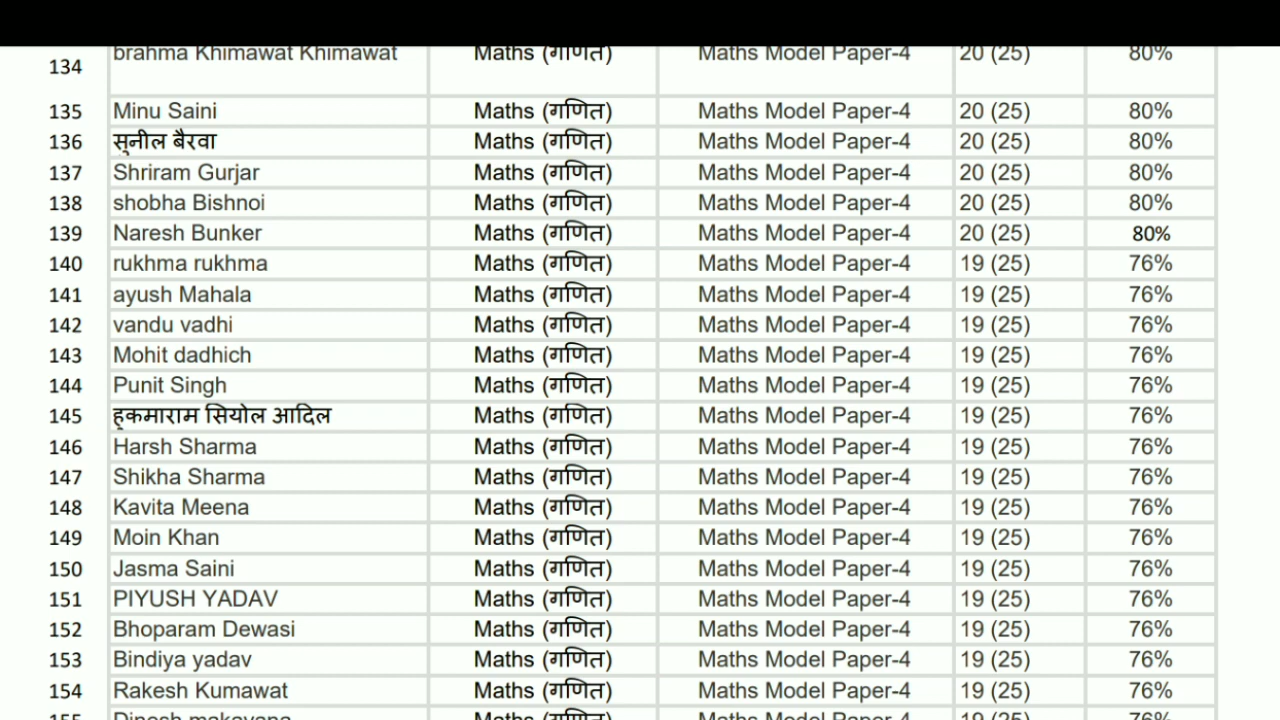 134 brahma Khimawat Khimawat Maths (गणित) Maths Model Paper-4 20 (25) 80%
135 Minu Saini Maths (गणित) Maths Model Paper-4 20 (25) 80%
136 सुनील बैरवा Maths (गणित) Maths Model Paper-4 20 (25) 80%
137 Shriram Gurjar Maths (गणित) Maths Model Paper-4 20 (25) 80%
138 shobha Bishnoi Maths (गणित) Maths Model Paper-4 20 (25) 80%
139 Naresh Bunker Maths (गणित) Maths Model Paper-4 20 (25) 80%
140 rukhma rukhma Maths (गणित) Maths Model Paper-4 19 (25) 76%
141 ayush Mahala Maths (गणित) Maths Model Paper-4 19 (25) 76%
142 vandu vadhi Maths (गणित) Maths Model Paper-4 19 (25) 76%
143 Mohit dadhich Maths (गणित) Maths Model Paper-4 19 (25) 76%
144 Punit Singh Maths (गणित) Maths Model Paper-4 19 (25) 76%
145 हुकमाराम सियोल आदिल Maths (गणित) Maths Model Paper-4 19 (25) 76%
146 Harsh Sharma Maths (गणित) Maths Model Paper-4 19 (25) 76%
147 Shikha Sharma Maths (गणित) Maths Model Paper-4 19 (25) 76%
148 Kavita Meena Maths (गणित) Maths Model Paper-4 19 (25) 76%
149 Moin Khan Maths (गणित) Maths Model Paper-4 19 (25) 76%
150 Jasma Saini Maths (गणित) Maths Model Paper-4 19 (25) 76%
151 PIYUSH YADAV Maths (गणित) Maths Model Paper-4 19 (25) 76%
152 Bhoparam Dewasi Maths (गणित) Maths Model Paper-4 19 (25) 76%
153 Bindiya yadav Maths (गणित) Maths Model Paper-4 19 (25) 76%
154 Rakesh Kumawat Maths (गणित) Maths Model Paper-4 19 (25) 76%
155 Dinesh makavana Maths (गणित) Maths Model Paper-4 19 (25) 76%